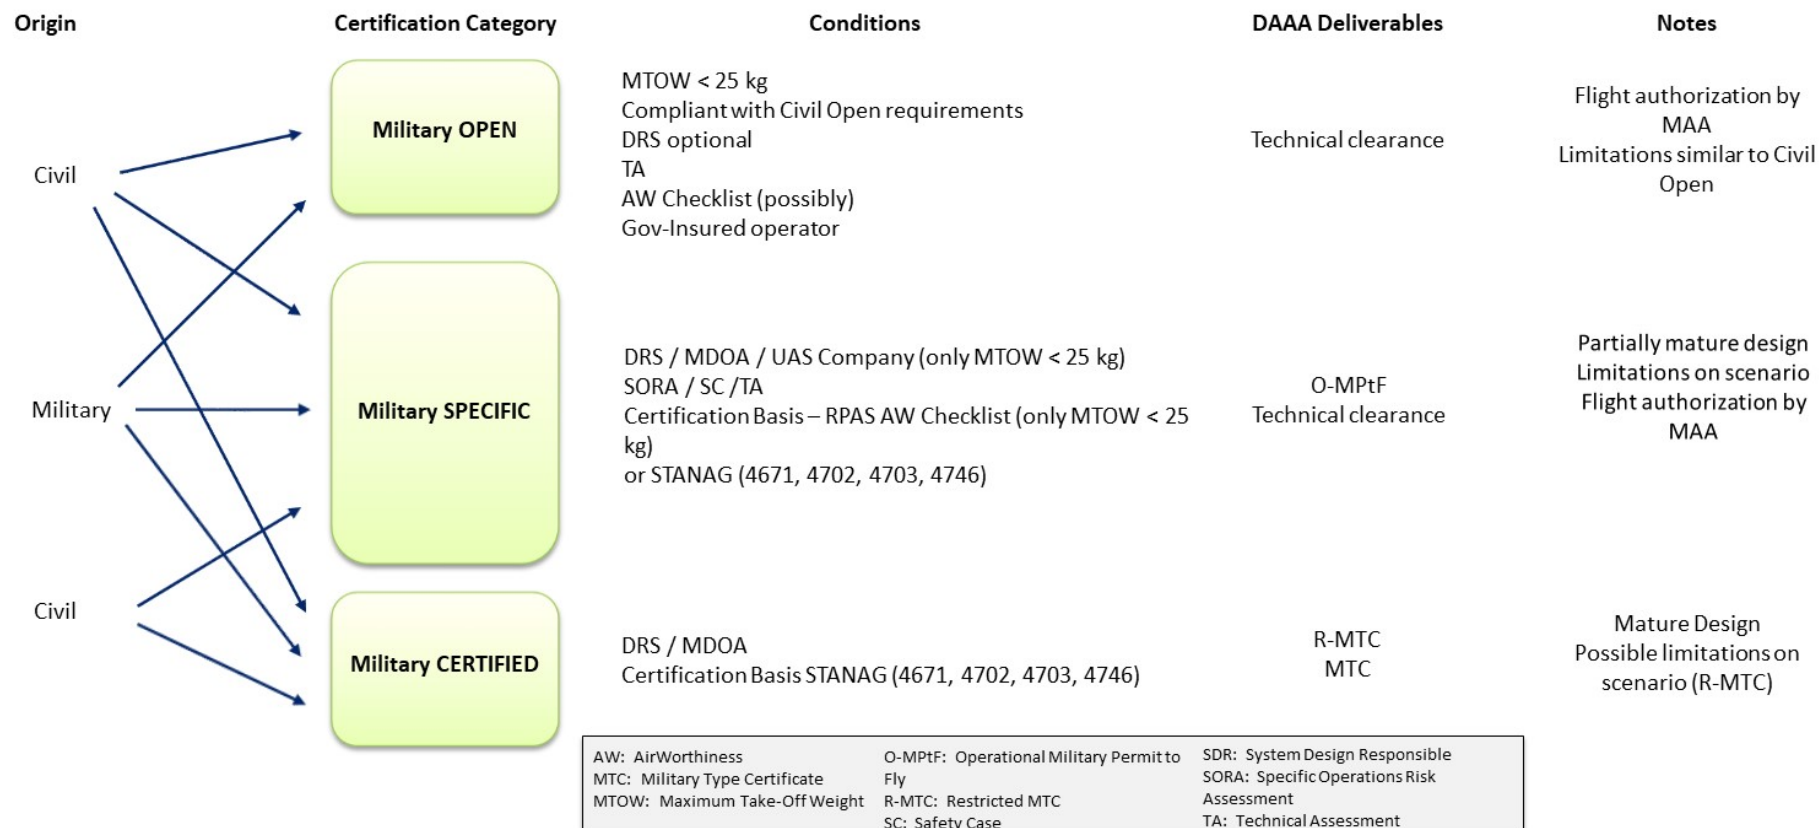 Origin
Certification Category
Conditions
DAAA Deliverables
Notes
Civil
Military OPEN
MTOW < 25 kg
Compliant with Civil Open requirements
DRS optional
TA
AW Checklist (possibly)
Gov-Insured operator
Technical clearance
Flight authorization by
MAA
Limitations similar to Civil
Open
Military
Military SPECIFIC
DRS / MDOA / UAS Company (only MTOW < 25 kg)
SORA / SC /TA
Certification Basis – RPAS AW Checklist (only MTOW < 25
kg)
or STANAG (4671, 4702, 4703, 4746)
O-MPtF
Technical clearance
Partially mature design
Limitations on scenario
Flight authorization by
MAA
Civil
Military CERTIFIED
DRS / MDOA
Certification Basis STANAG (4671, 4702, 4703, 4746)
R-MTC
MTC
Mature Design
Possible limitations on
scenario (R-MTC)
AW: AirWorthiness
MTC: Military Type Certificate
MTOW: Maximum Take-Off Weight
O-MPtF: Operational Military Permit to
Fly
R-MTC: Restricted MTC
SC: Safety Case
SDR: System Design Responsible
SORA: Specific Operations Risk
Assessment
TA: Technical Assessment